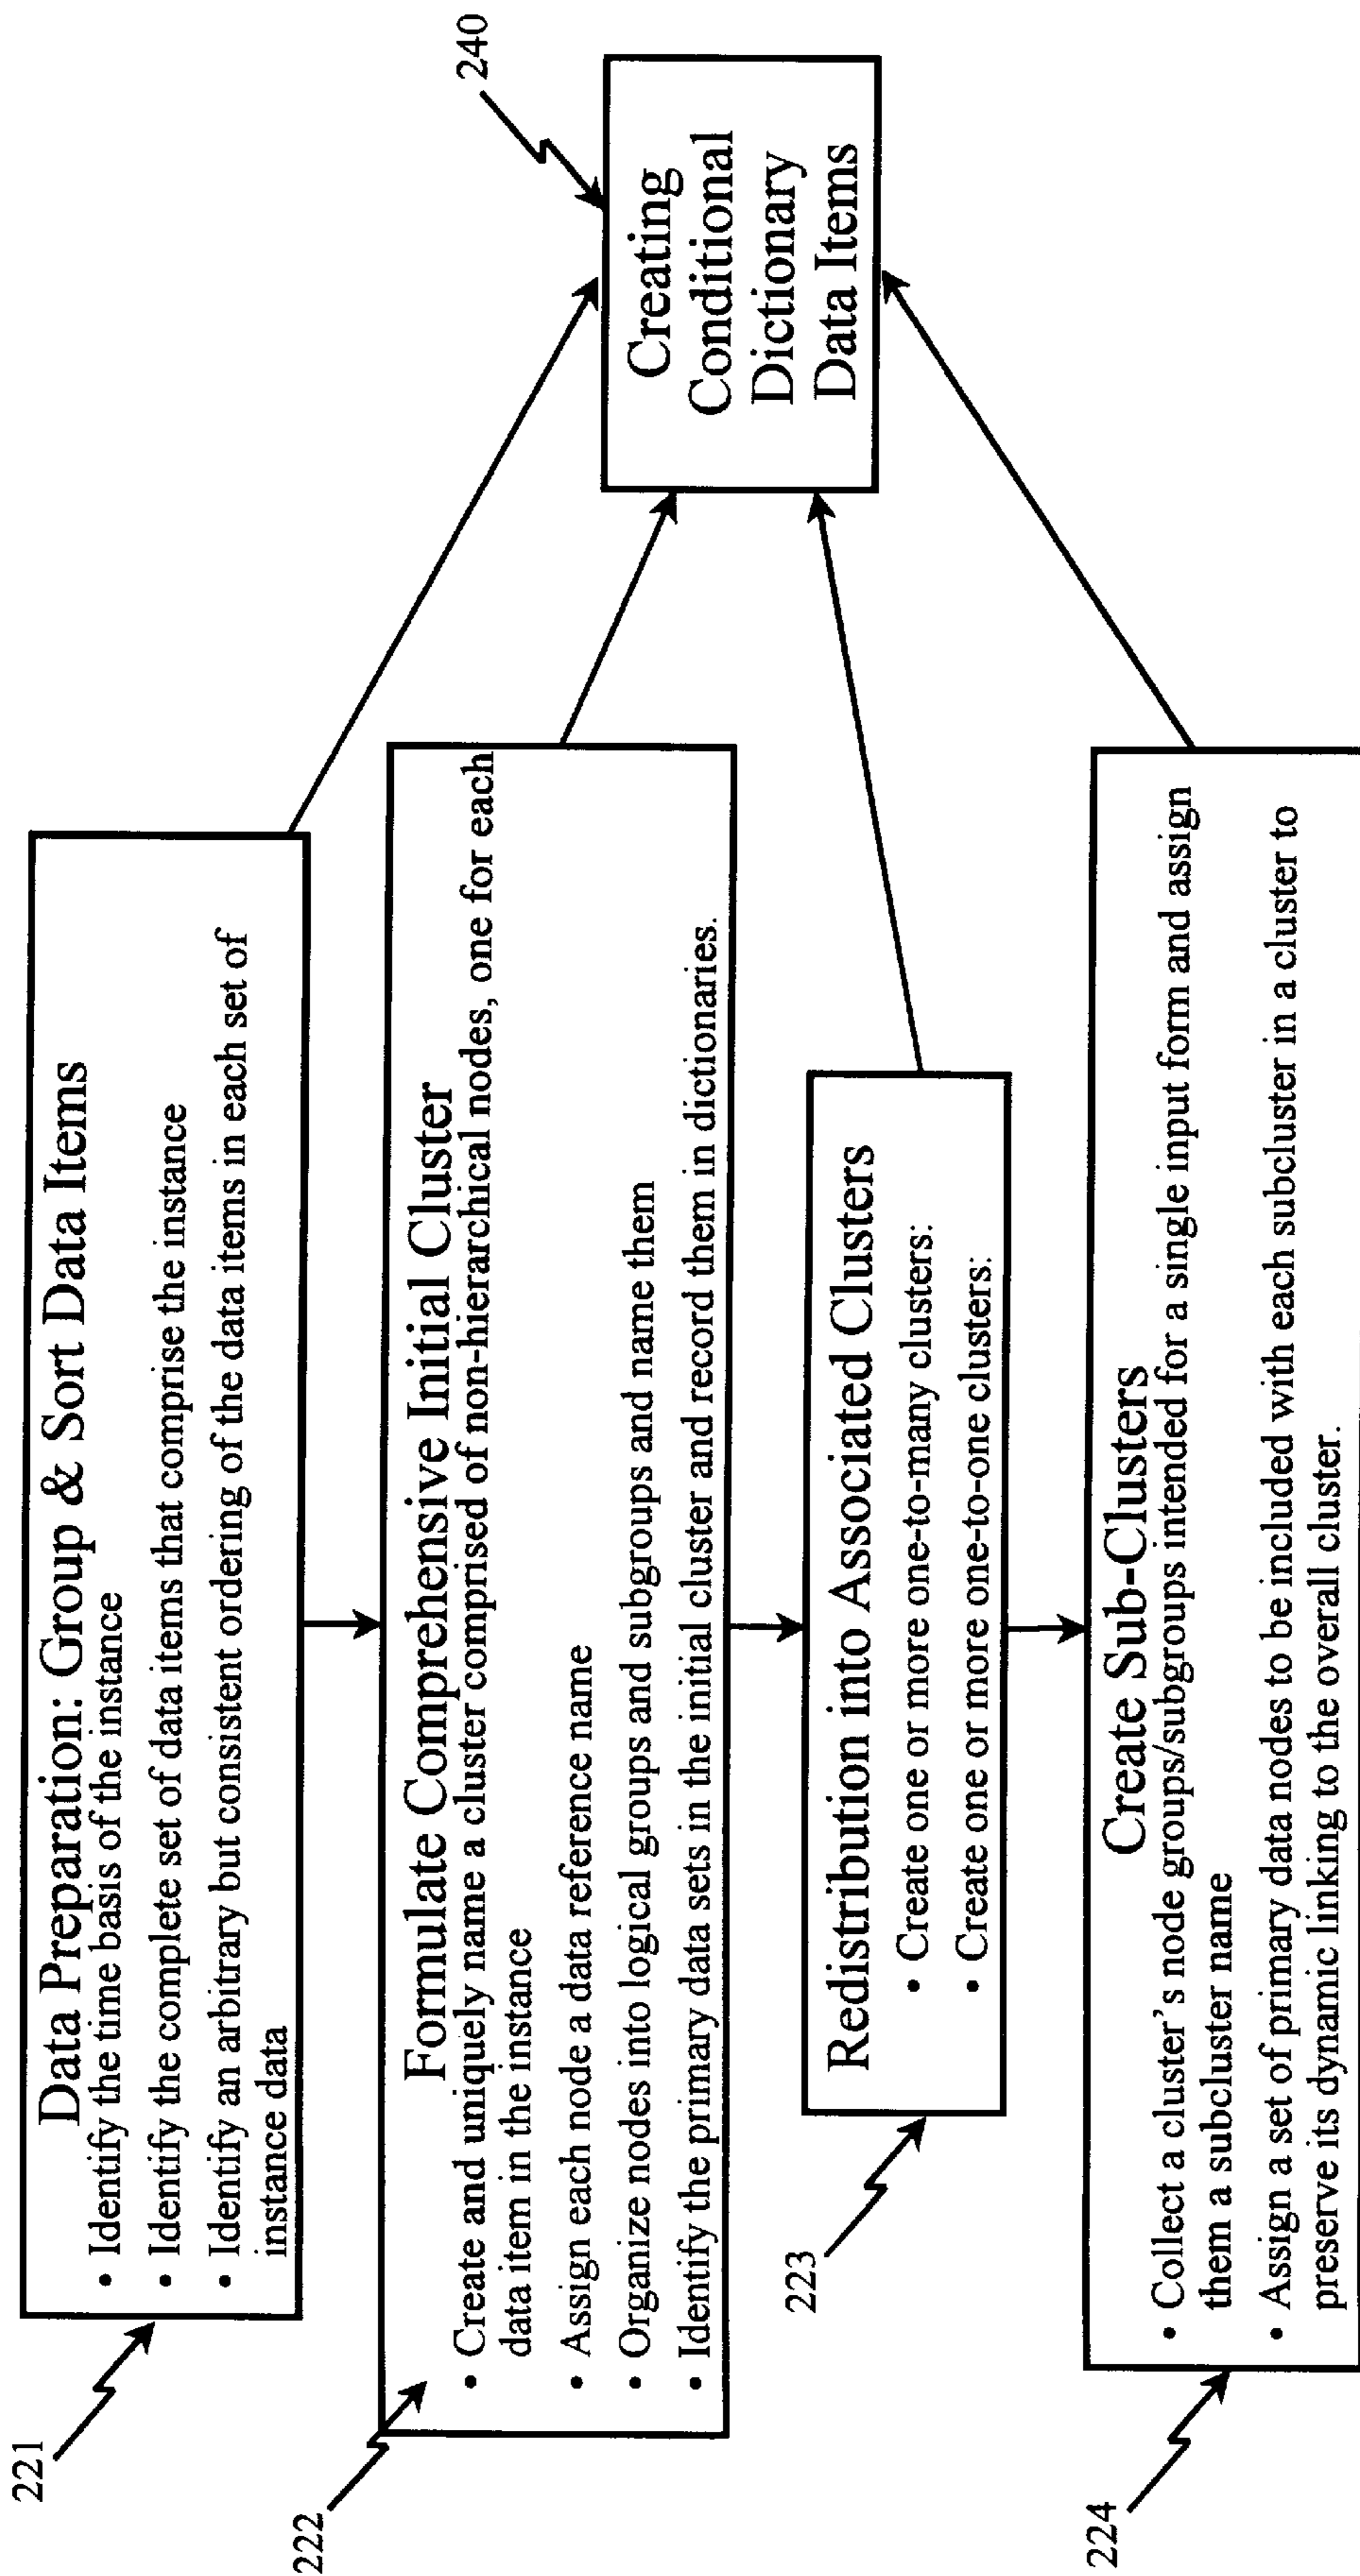 221
Data Preparation: Group & Sort Data Items
• Identify the time basis of the instance
• Identify the complete set of data items that comprise the instance
• Identify an arbitrary but consistent ordering of the data items in each set of
instance data
222
Formulate Comprehensive Initial Cluster
• Create and uniquely name a cluster comprised of non-hierarchical nodes, one for each
data item in the instance
• Assign each node a data reference name
• Organize nodes into logical groups and subgroups and name them
• Identify the primary data sets in the initial cluster and record them in dictionaries.
223
Redistribution into Associated Clusters
• Create one or more one-to-many clusters:
• Create one or more one-to-one clusters:
224
Create Sub-Clusters
• Collect a cluster's node groups/subgroups intended for a single input form and assign
them a subcluster name
• Assign a set of primary data nodes to be included with each subcluster in a cluster to
preserve its dynamic linking to the overall cluster.
240
Creating
Conditional
Dictionary
Data Items